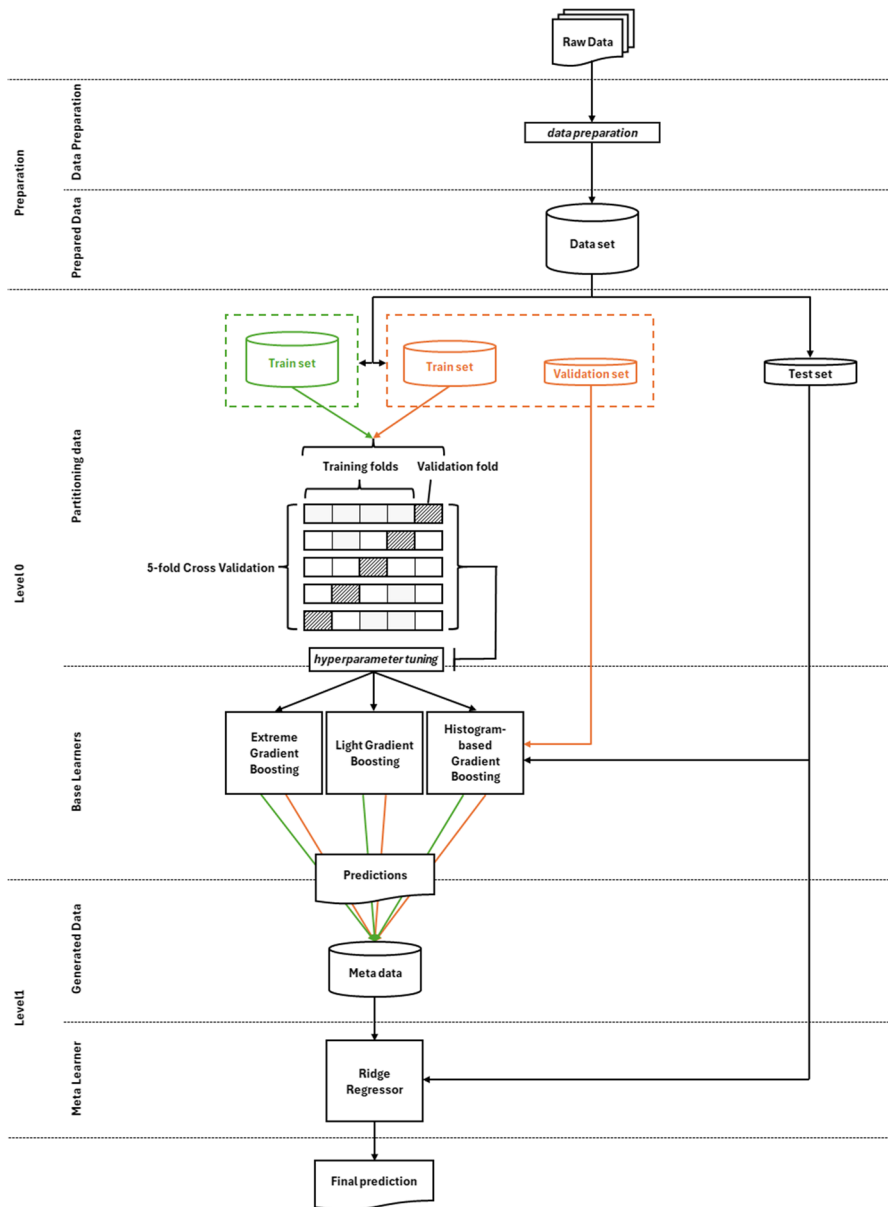 Raw Data
Preparation
Data Preparation
data preparation
Prepared Data
Data set
Level 0
Partitioning data
Train set
Train set
Validation set
Test set
Training folds
Validation fold
5-fold Cross Validation
hyperparameter tuning
Base Learners
Extreme
Gradient
Boosting
Light Gradient
Boosting
Histogram-
based
Gradient
Boosting
Predictions
Level1
Generated Data
Meta data
Meta Learner
Ridge
Regressor
Final prediction